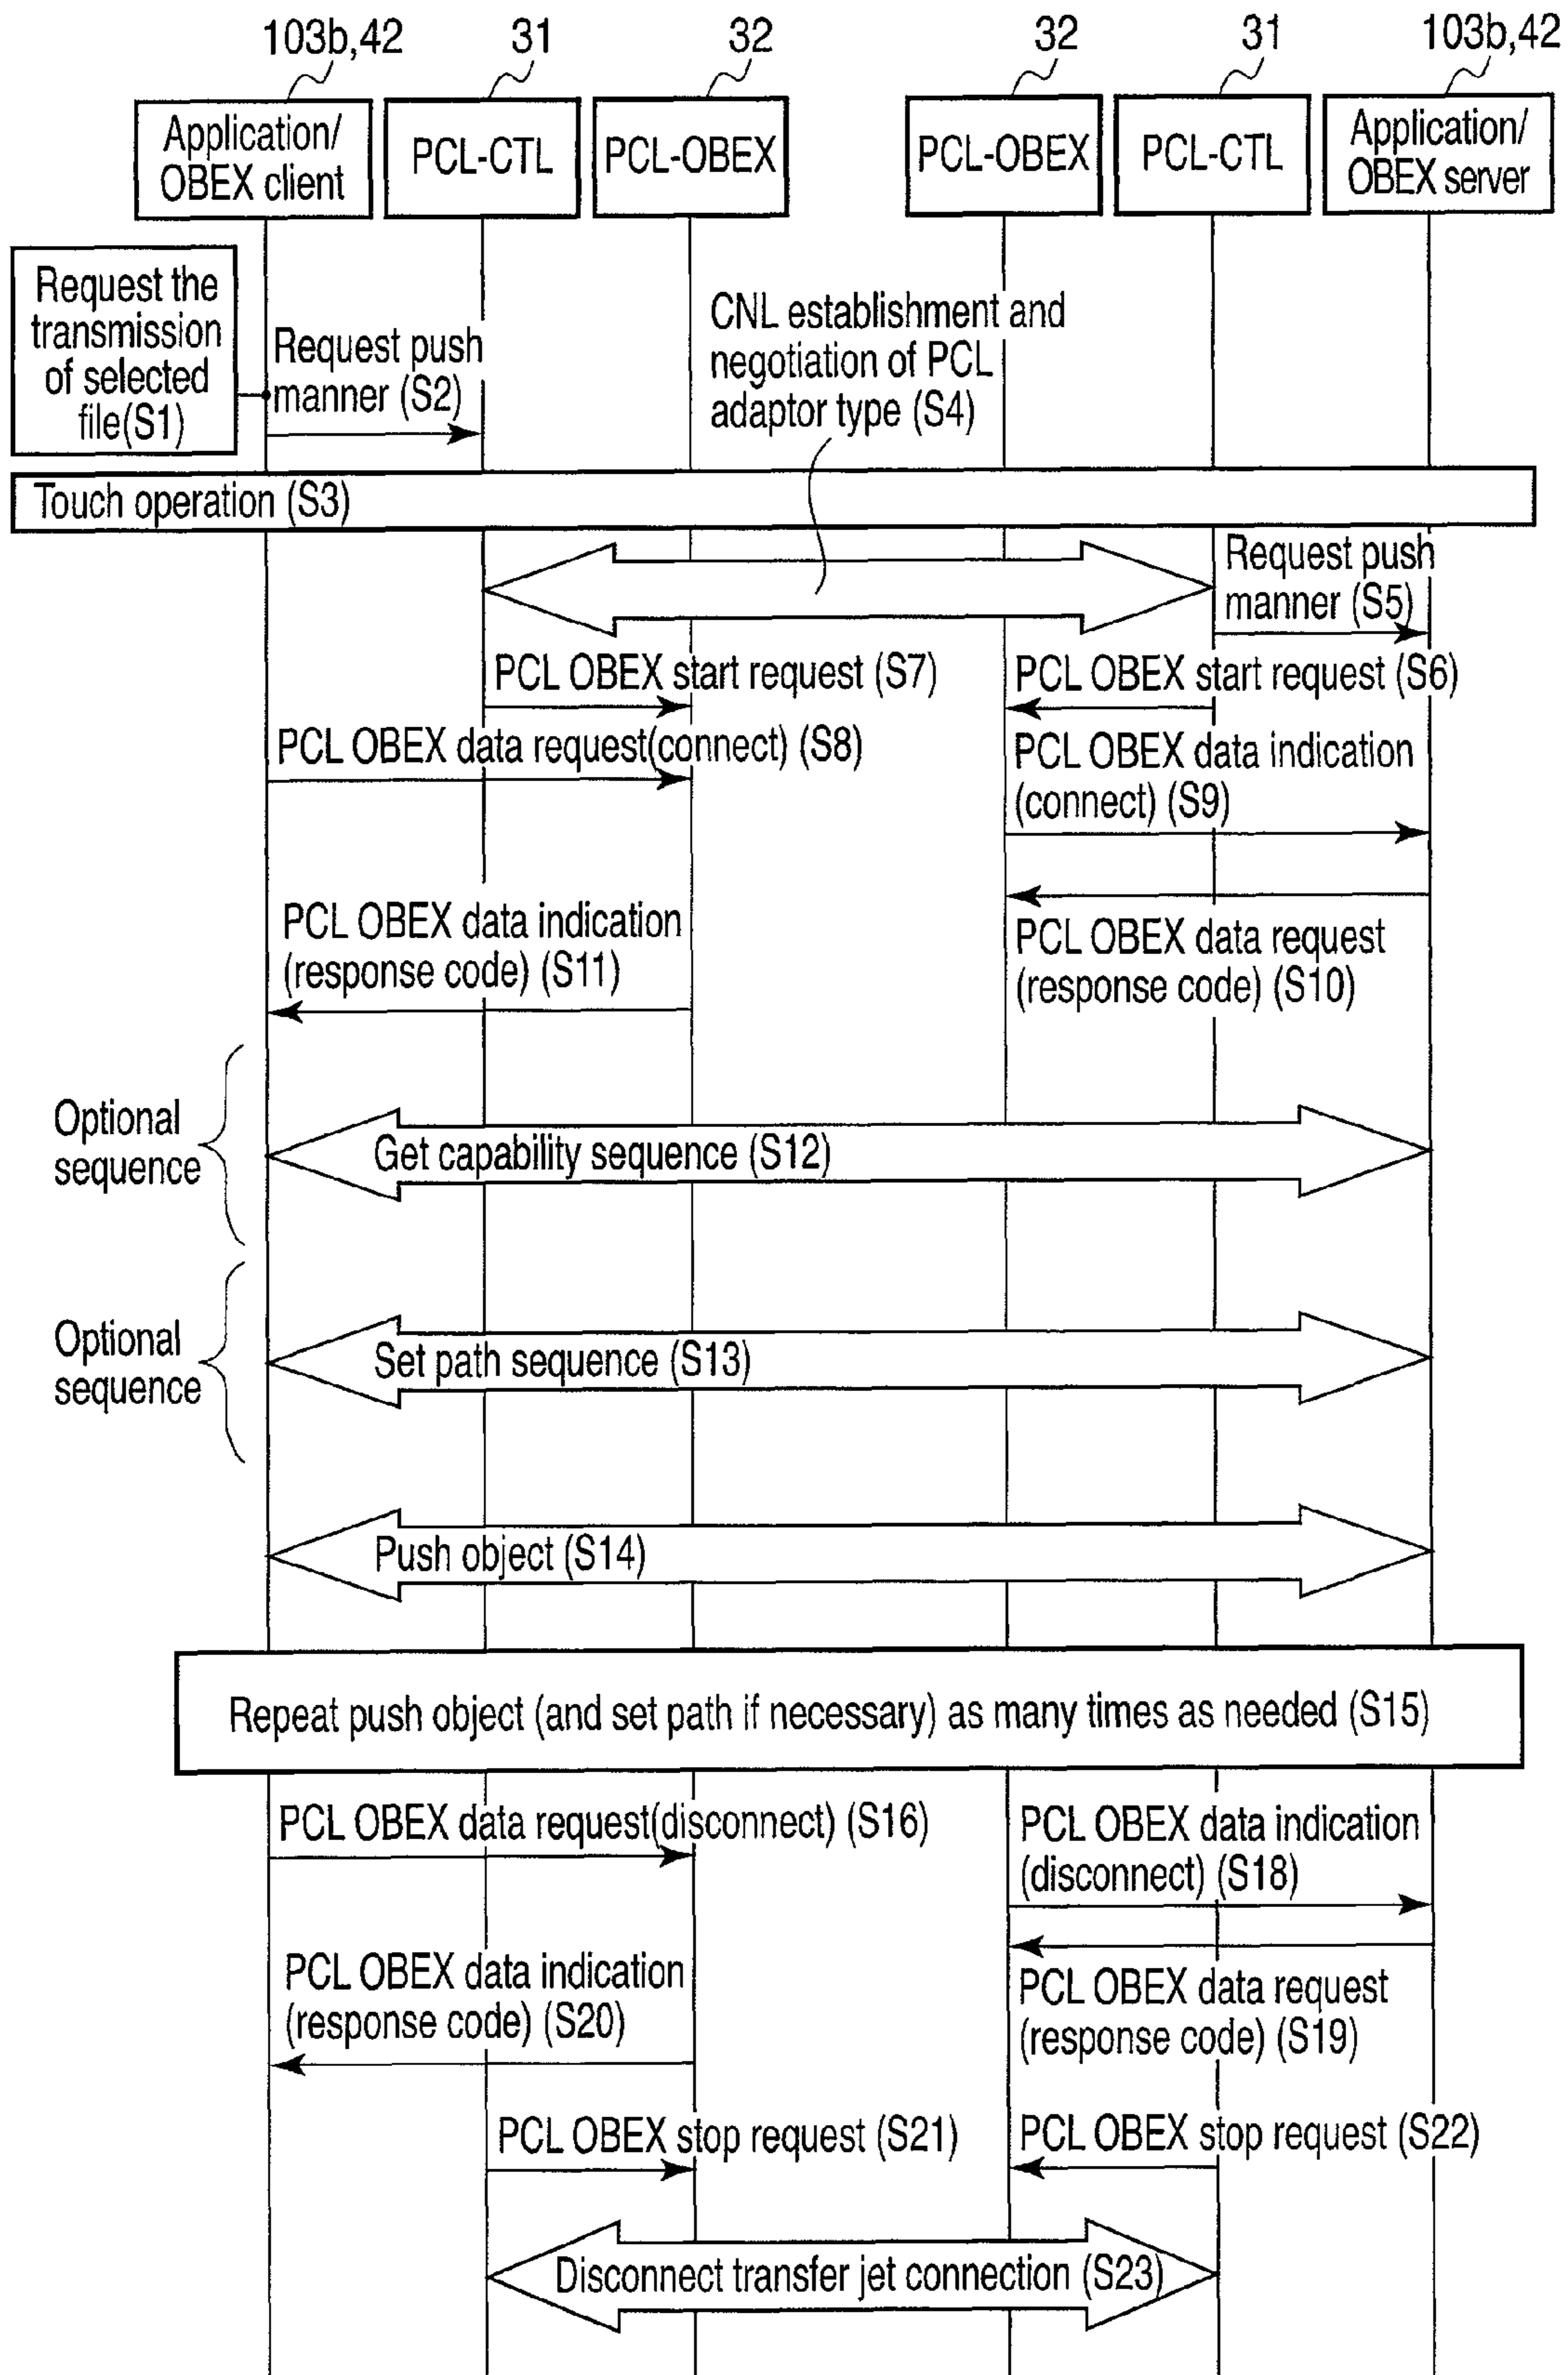 103b,42
31
32
32
31
103b,42
Application/
OBEX client
PCL-CTL
PCL-OBEX
PCL-OBEX
PCL-CTL
Application/
OBEX server
Request the
transmission
of selected
file(S1)
Request push
manner (S2)
CNL establishment and
negotiation of PCL
adaptor type (S4)
Touch operation (S3)
Request push
manner (S5)
PCL OBEX start request (S7)
PCL OBEX start request (S6)
PCL OBEX data request(connect) (S8)
PCL OBEX data indication
(connect) (S9)
PCL OBEX data indication
(response code) (S11)
PCL OBEX data request
(response code) (S10)
Optional
sequence
Get capability sequence (S12)
Optional
sequence
Set path sequence (S13)
Push object (S14)
Repeat push object (and set path if necessary) as many times as needed (S15)
PCL OBEX data request(disconnect) (S16)
PCL OBEX data indication
(disconnect) (S18)
PCL OBEX data indication
(response code) (S20)
PCL OBEX data request
(response code) (S19)
PCL OBEX stop request (S21)
PCL OBEX stop request (S22)
Disconnect transfer jet connection (S23)